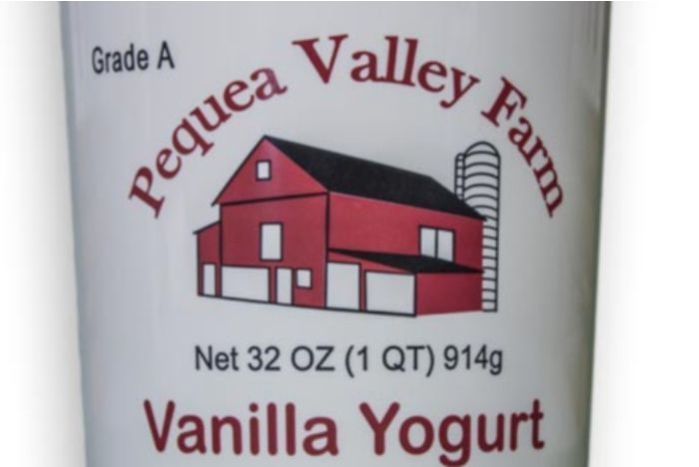 Grade A
Pequea Valley Farm
Net 32 OZ (1 QT) 914g
Vanilla Yogurt